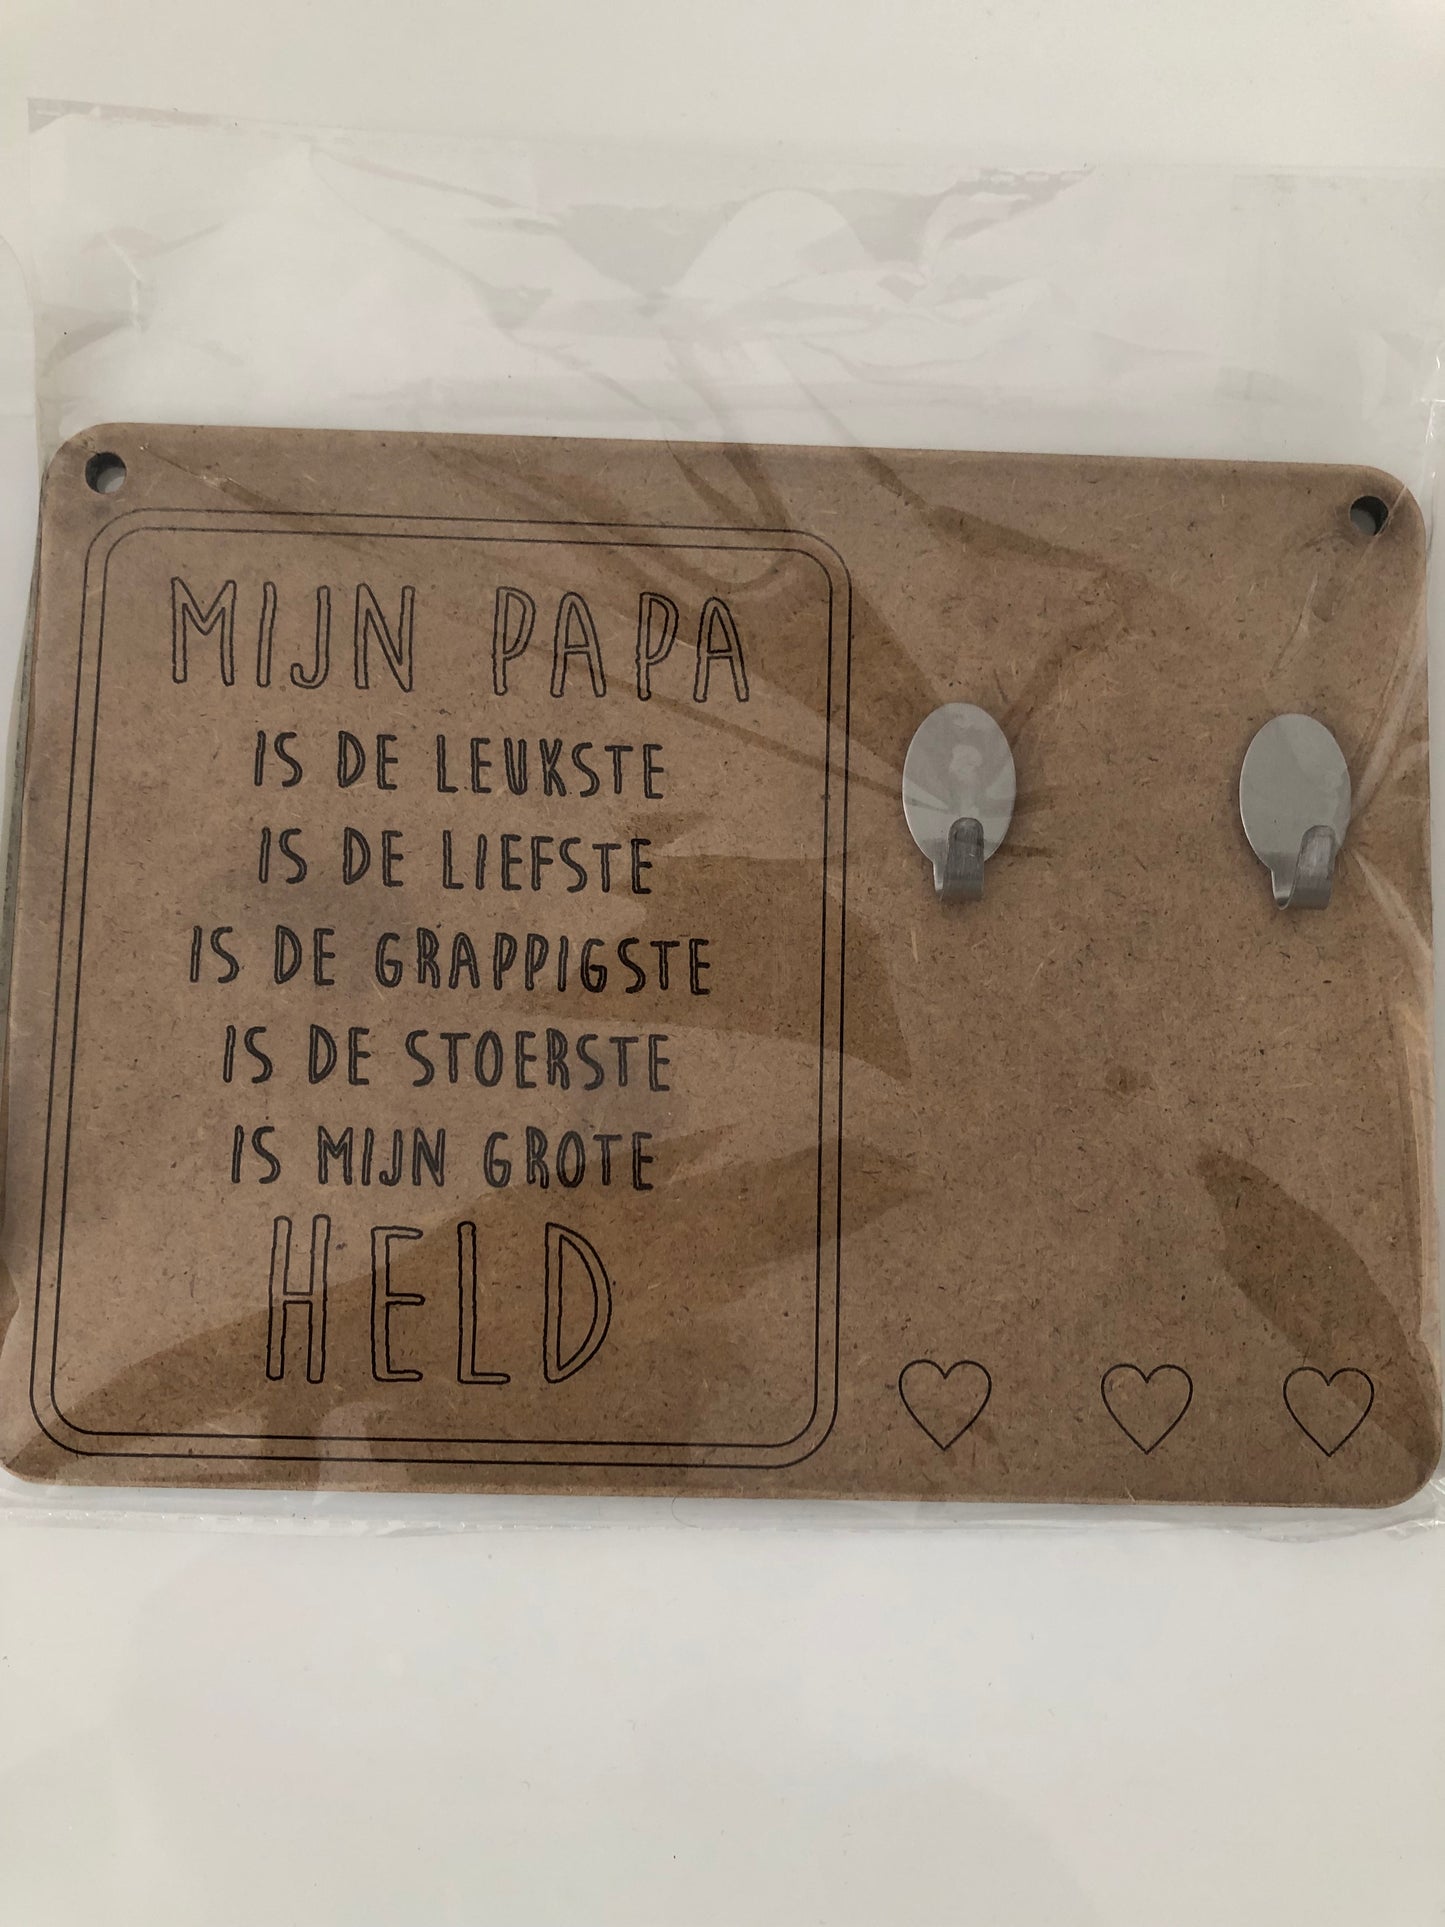 MIJN PAPA
IS DE LEUKSTE
IS DE LIEFSTE
IS DE GRAPPIGSTE
IS DE STOERSTE
IS MIJN GROTE
HELD